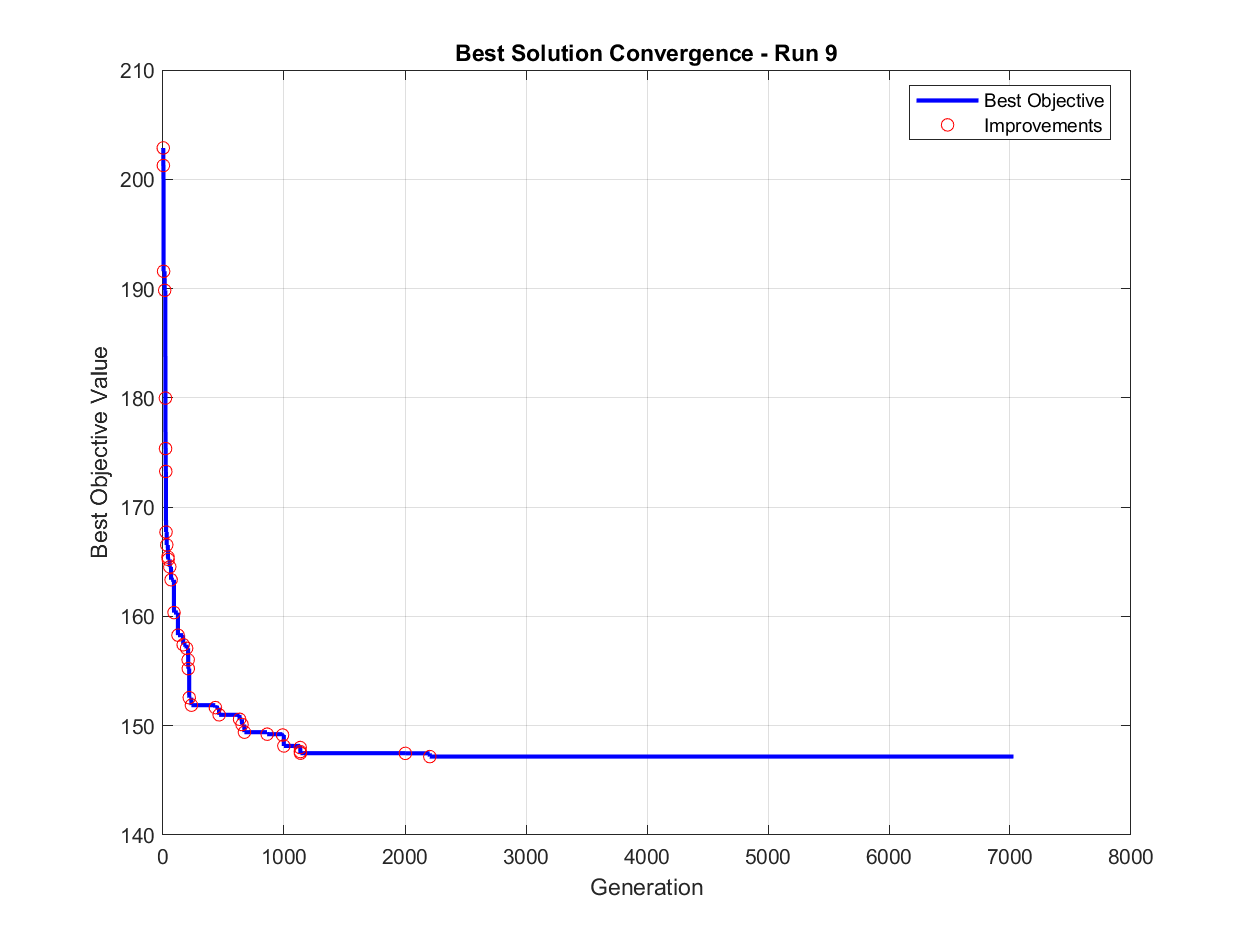 Best Solution Convergence - Run 9
210
200
190
180
170
160
150
140
Best Objective Value
Best Objective
Improvements
0 1000 2000 3000 4000 5000 6000 7000 8000
Generation